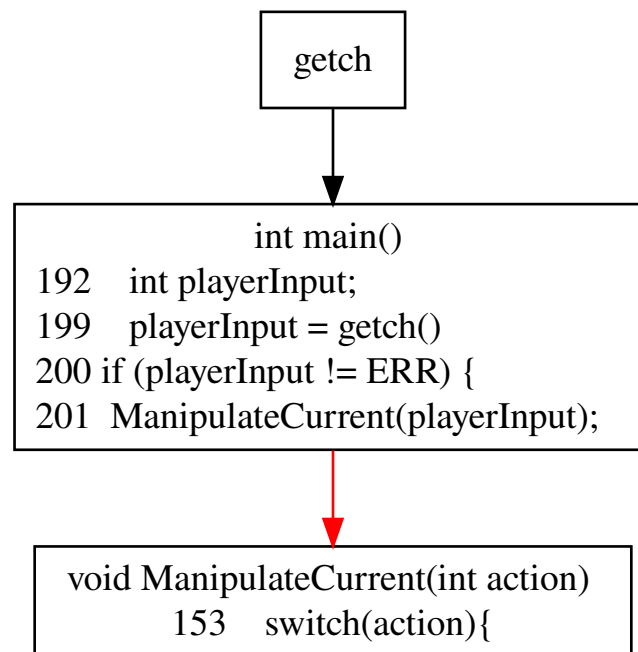 getch
int main()
192 int playerInput;
199 playerInput = getch()
200 if (playerInput != ERR) {
201 ManipulateCurrent(playerInput);
void ManipulateCurrent(int action)
153 switch(action){